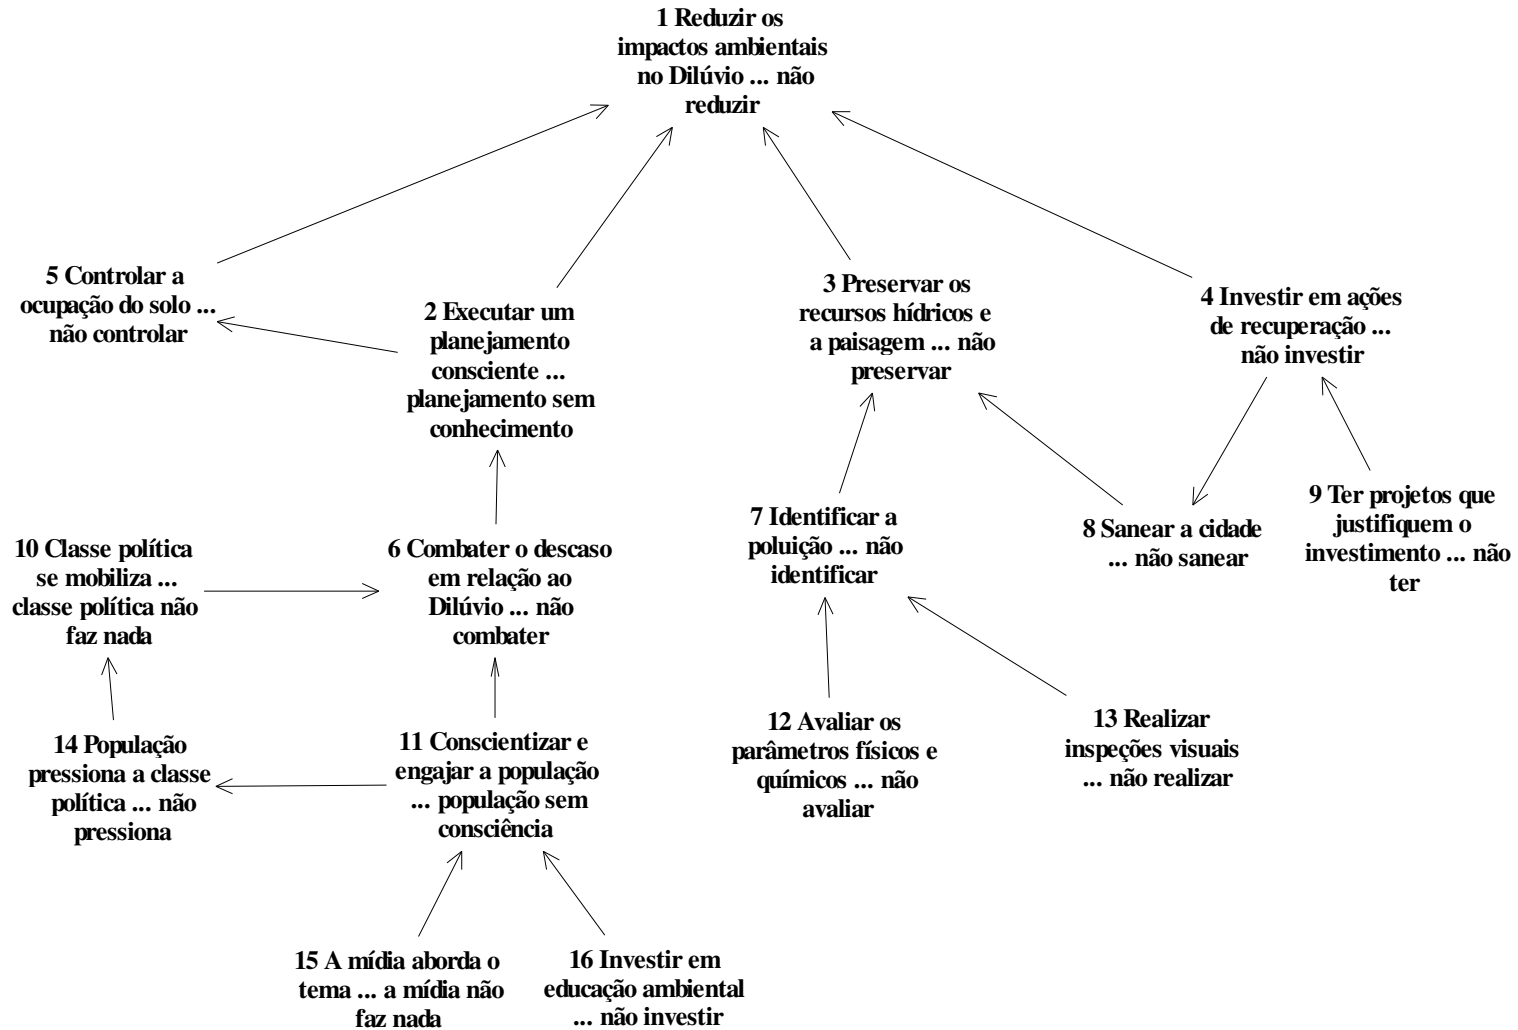 1 Reduzir os
impactos ambientais
no Dilúvio ... não
reduzir
5 Controlar a
ocupação do solo ...
não controlar
2 Executar um
planejamento
consciente ...
planejamento sem
conhecimento
3 Preservar os
recursos hídricos e
a paisagem ... não
preservar
4 Investir em ações
de recuperação ...
não investir
10 Classe política
se mobiliza ...
classe política não
faz nada
6 Combater o descaso
em relação ao
Dilúvio ... não
combater
7 Identificar a
poluição ... não
identificar
8 Sanear a cidade
... não sanear
9 Ter projetos que
justifiquem o
investimento ... não
ter
14 População
pressiona a classe
política ... não
pressiona
11 Conscientizar e
engajar a população
... população sem
consciência
12 Avaliar os
parâmetros físicos e
químicos ... não
avaliar
13 Realizar
inspeções visuais
... não realizar
15 A mídia aborda o
tema ... a mídia não
faz nada
16 Investir em
educação ambiental
... não investir